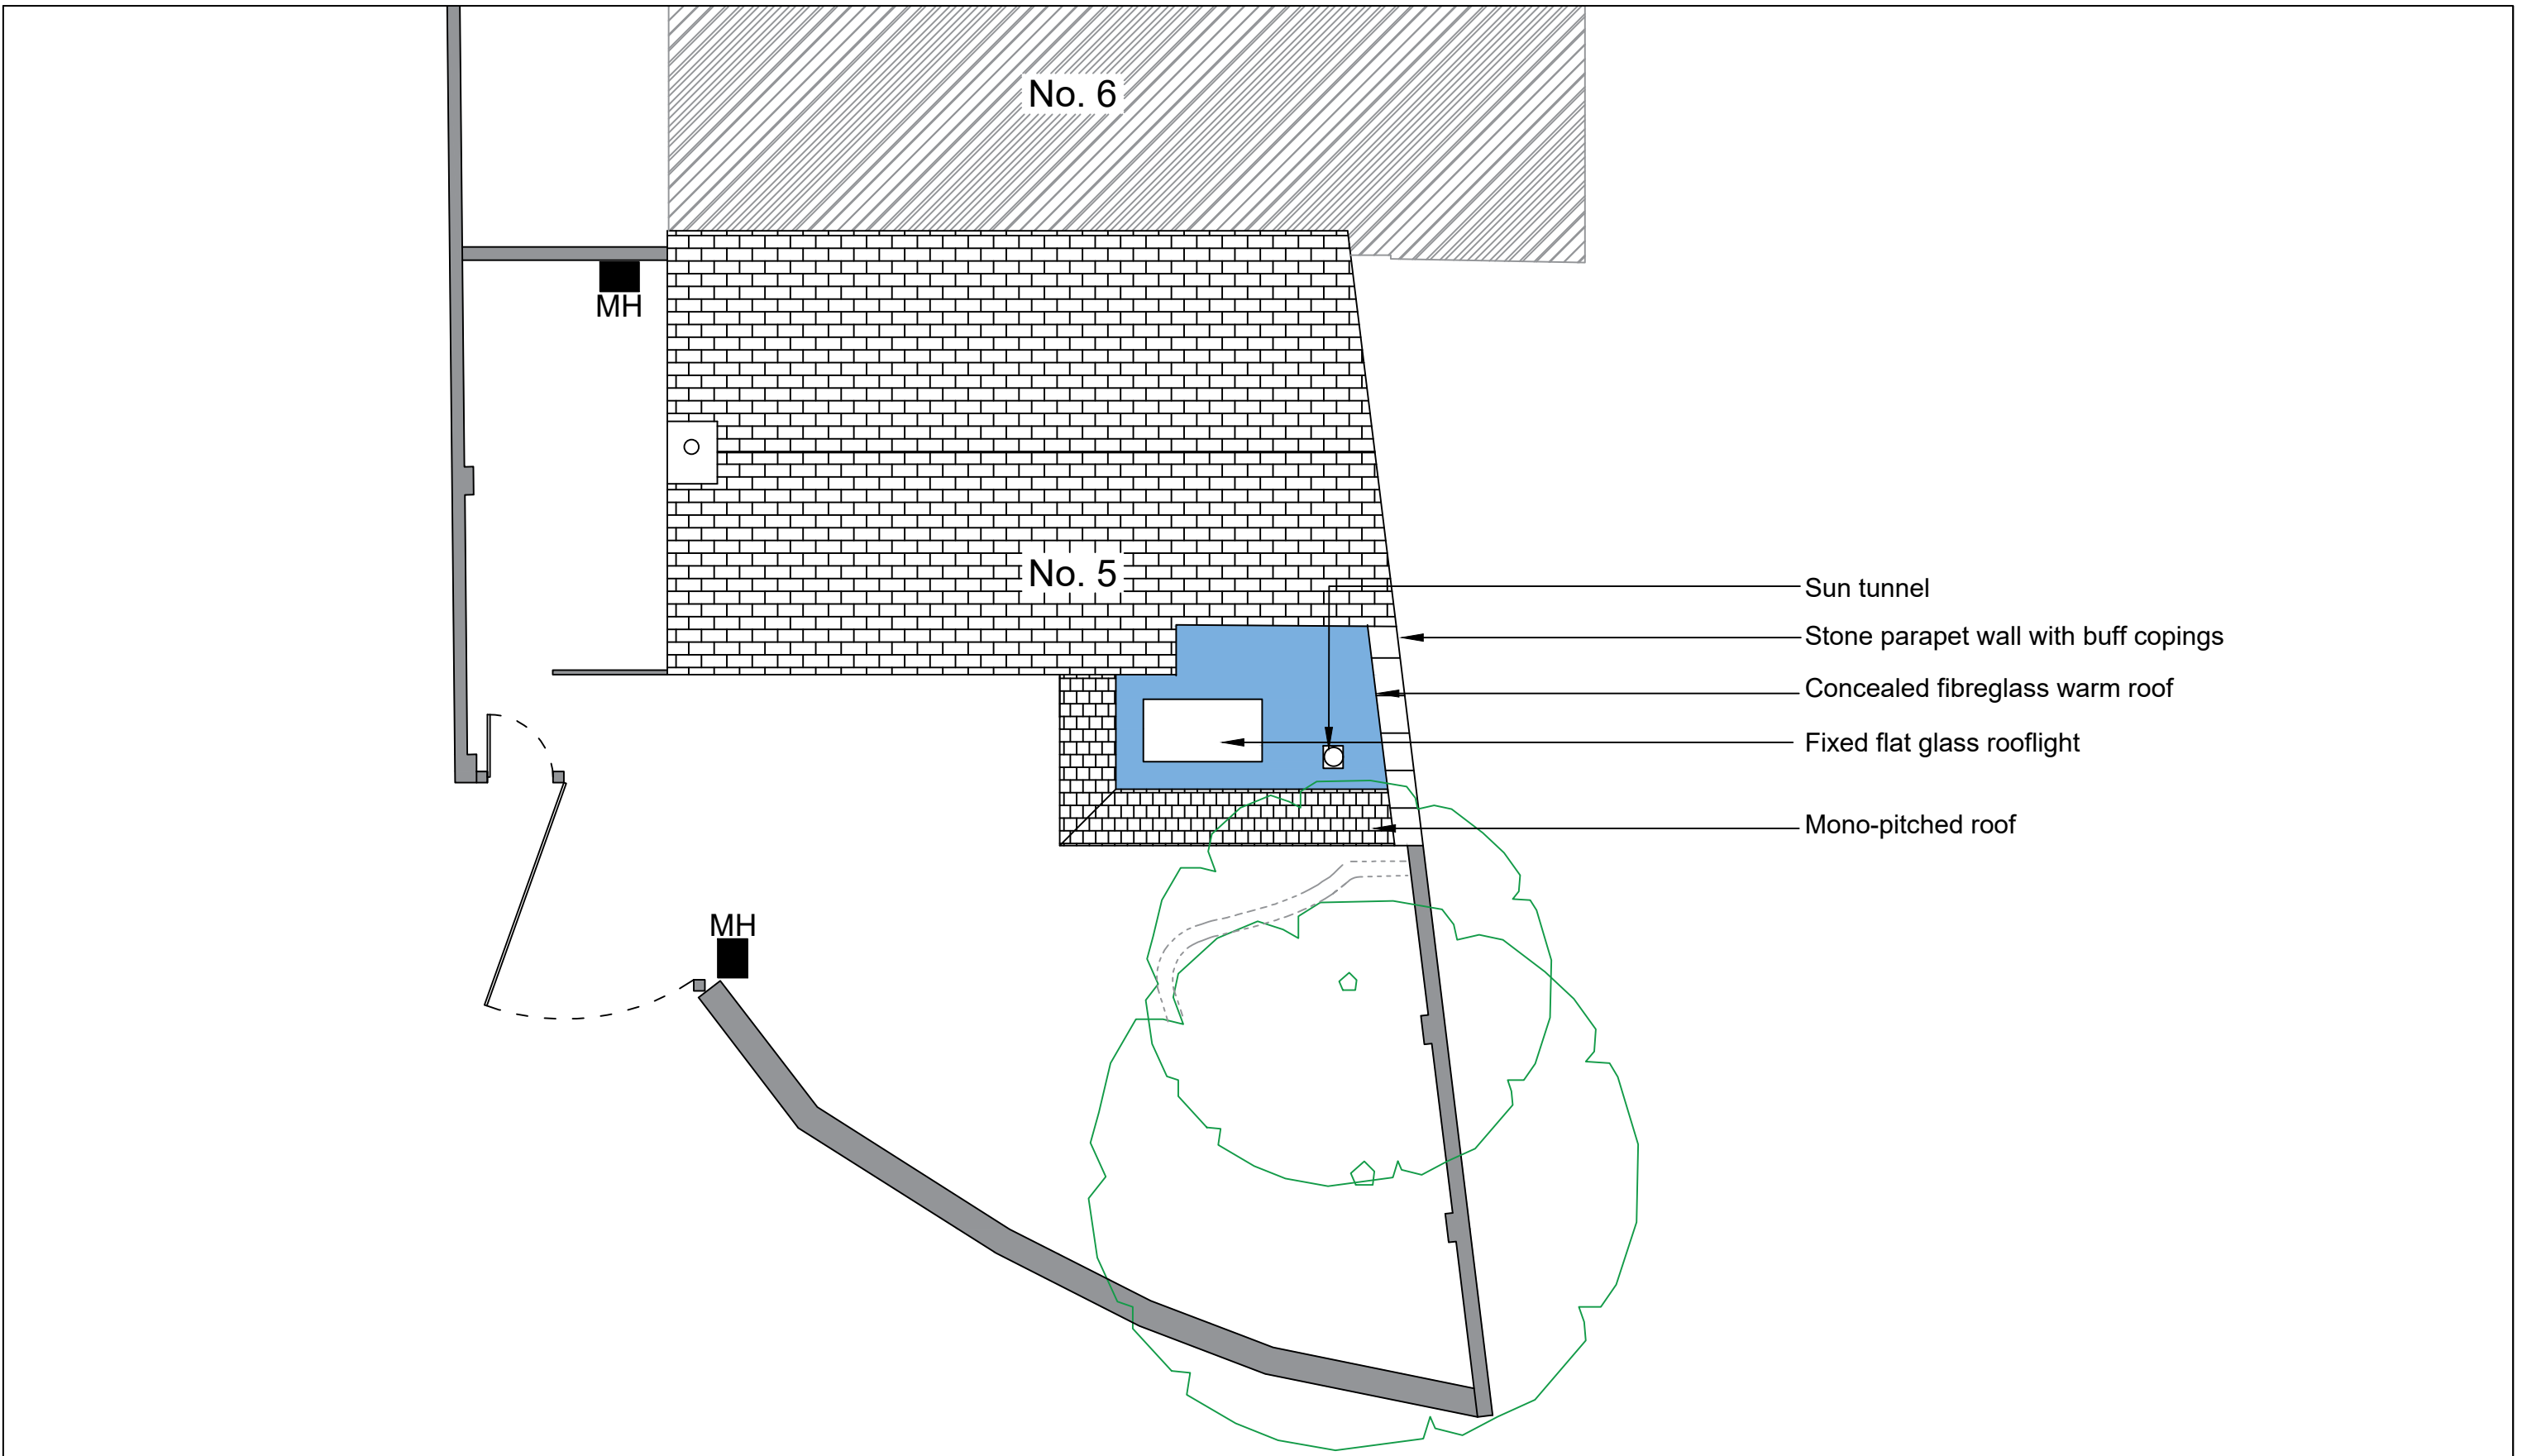 No. 6
MH
No. 5
Sun tunnel
Stone parapet wall with buff copings
Concealed fibreglass warm roof
Fixed flat glass rooflight
Mono-pitched roof
MH